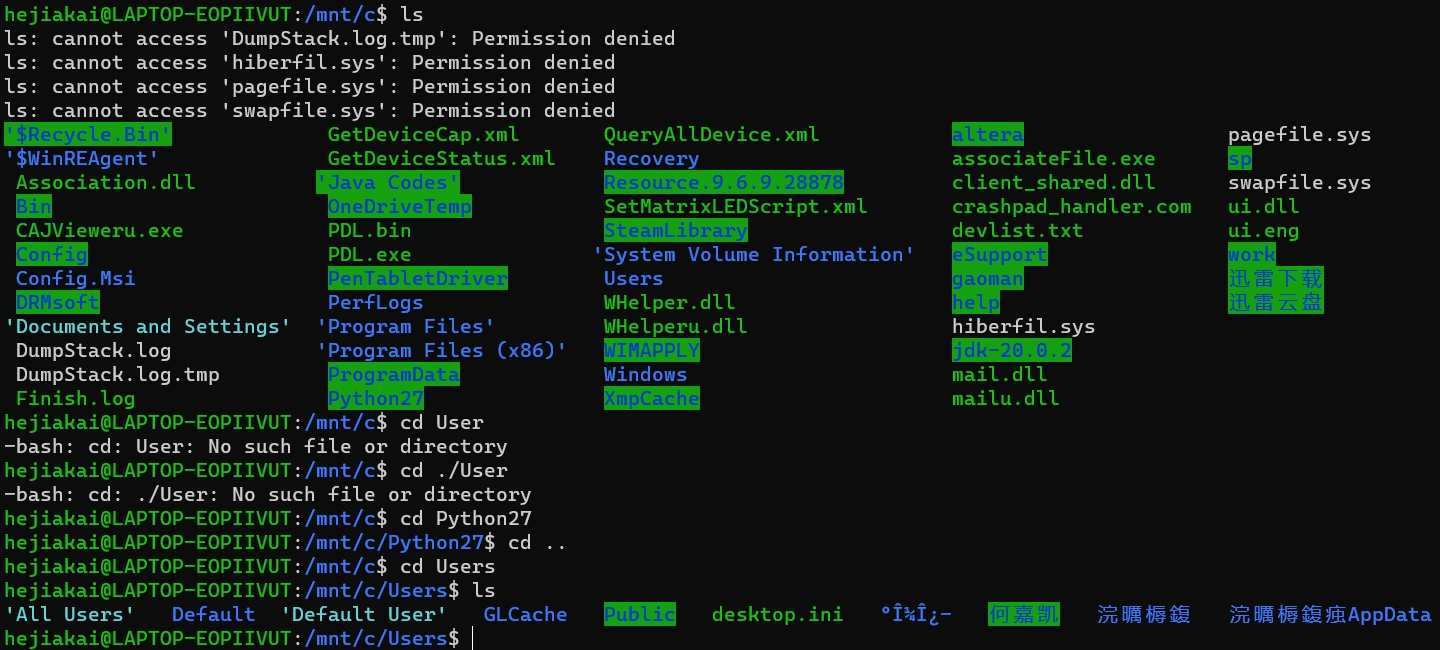 hejiakai@LAPTOP-EOPIIVUT:/mnt/c$ ls
ls: cannot access 'DumpStack.log.tmp': Permission denied
ls: cannot access 'hiberfil.sys': Permission denied
ls: cannot access 'pagefile.sys': Permission denied
ls: cannot access 'swapfile.sys': Permission denied
'$Recycle.Bin' GetDeviceCap.xml QueryAllDevice.xml altera pagefile.sys
'$WinREAgent' GetDeviceStatus.xml Recovery associateFile.exe sp
Association.dll 'Java Codes' Resource.9.6.9.28878 client_shared.dll swapfile.sys
Bin OneDriveTemp SetMatrixLEDScript.xml crashpad_handler.com ui.dll
CAJVieweru.exe PDL.bin SteamLibrary devlist.txt ui.eng
Config PDL.exe 'System Volume Information' eSupport work
Config.Msi PenTabletDriver Users gaoman 迅雷下载
DRMsoft PerfLogs WHelper.dll help 迅雷云盘
'Documents and Settings' 'Program Files' WHelperu.dll hiberfil.sys
DumpStack.log 'Program Files (x86)' WIMAPPLY jdk-20.0.2
DumpStack.log.tmp ProgramData Windows mail.dll
Finish.log Python27 XmpCache mailu.dll
hejiakai@LAPTOP-EOPIIVUT:/mnt/c$ cd User
-bash: cd: User: No such file or directory
hejiakai@LAPTOP-EOPIIVUT:/mnt/c$ cd ./User
-bash: cd: ./User: No such file or directory
hejiakai@LAPTOP-EOPIIVUT:/mnt/c$ cd Python27
hejiakai@LAPTOP-EOPIIVUT:/mnt/c/Python27$ cd ..
hejiakai@LAPTOP-EOPIIVUT:/mnt/c$ cd Users
hejiakai@LAPTOP-EOPIIVUT:/mnt/c/Users$ ls
'All Users' Default 'Default User' GLCache Public desktop.ini °Î¾Î¿- 何嘉凯 浣曞槈鍑 浣曞槈鍑痖AppData
hejiakai@LAPTOP-EOPIIVUT:/mnt/c/Users$